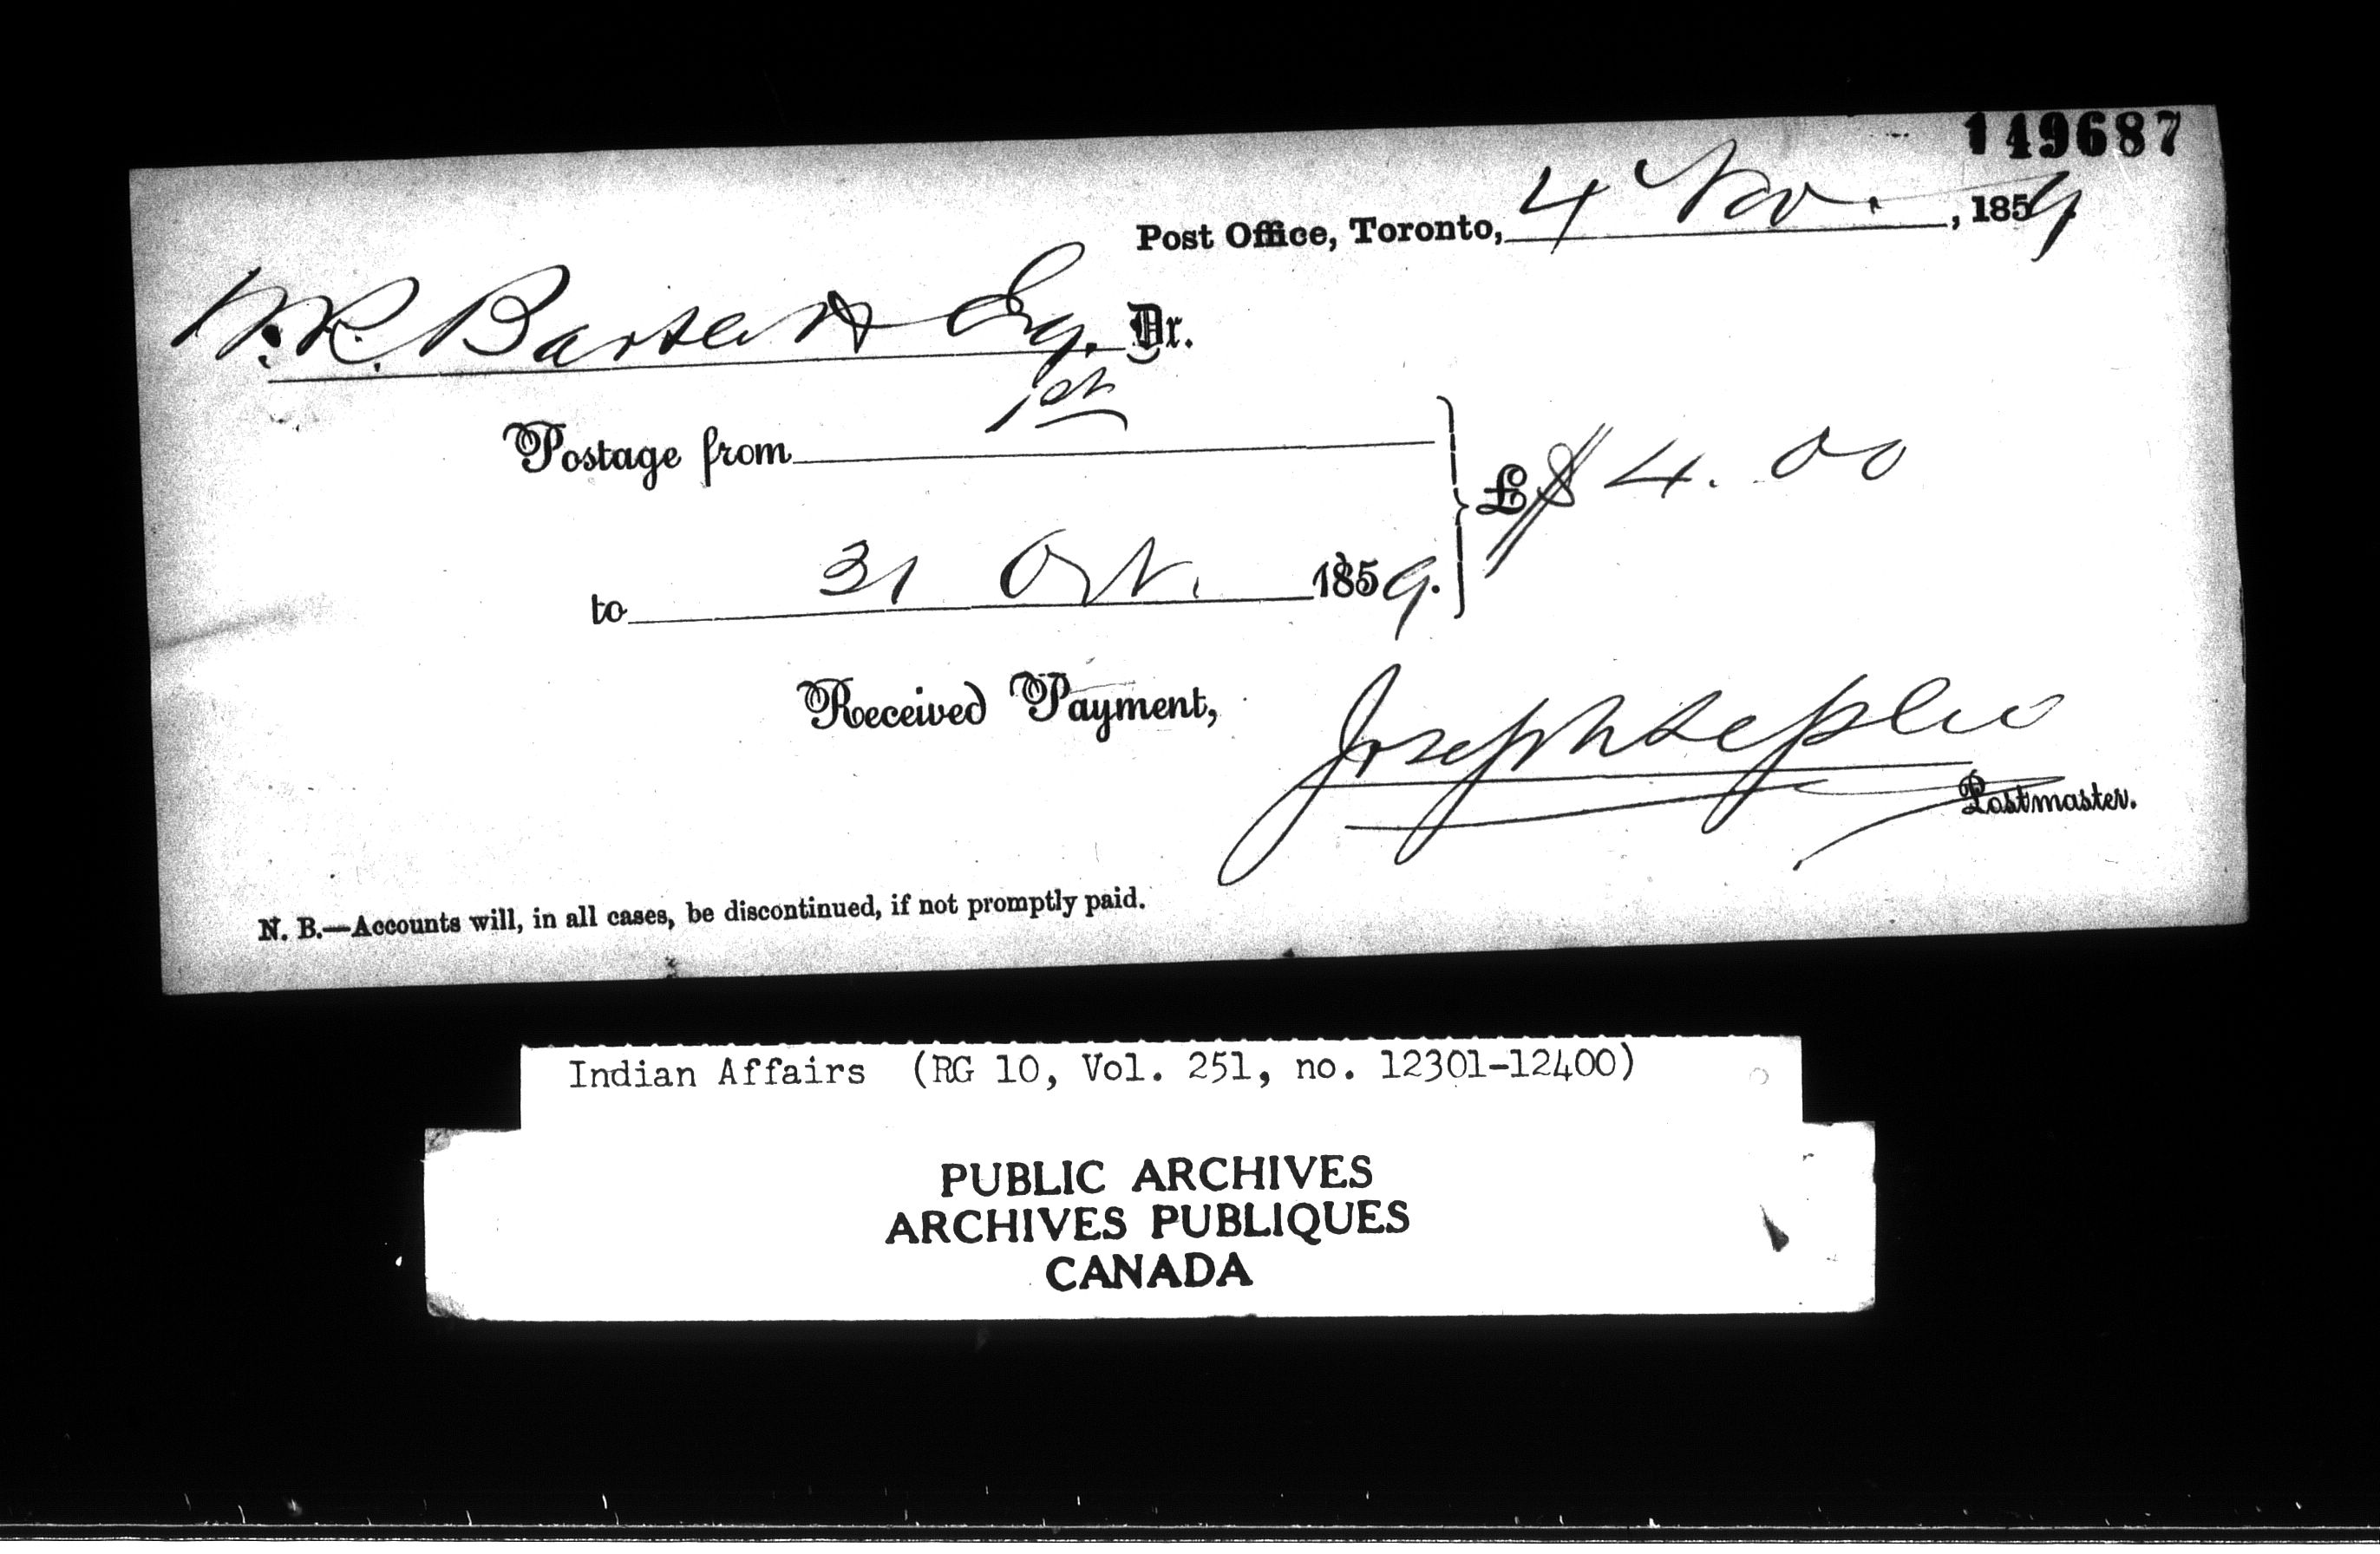 149687
Post Office, Toronto, 4 Nov. , 1859
W. R. Bartlett Esq. Dr.
Postage from 1st
£ $ 4.00
to 31 Oct. 1859.
Received Payment, Joseph Leslie
Postmaster.
N. B.—Accounts will, in all cases, be discontinued, if not promptly paid.
Indian Affairs (RG 10, Vol. 251, no. 12301-12400)
PUBLIC ARCHIVES
ARCHIVES PUBLIQUES
CANADA